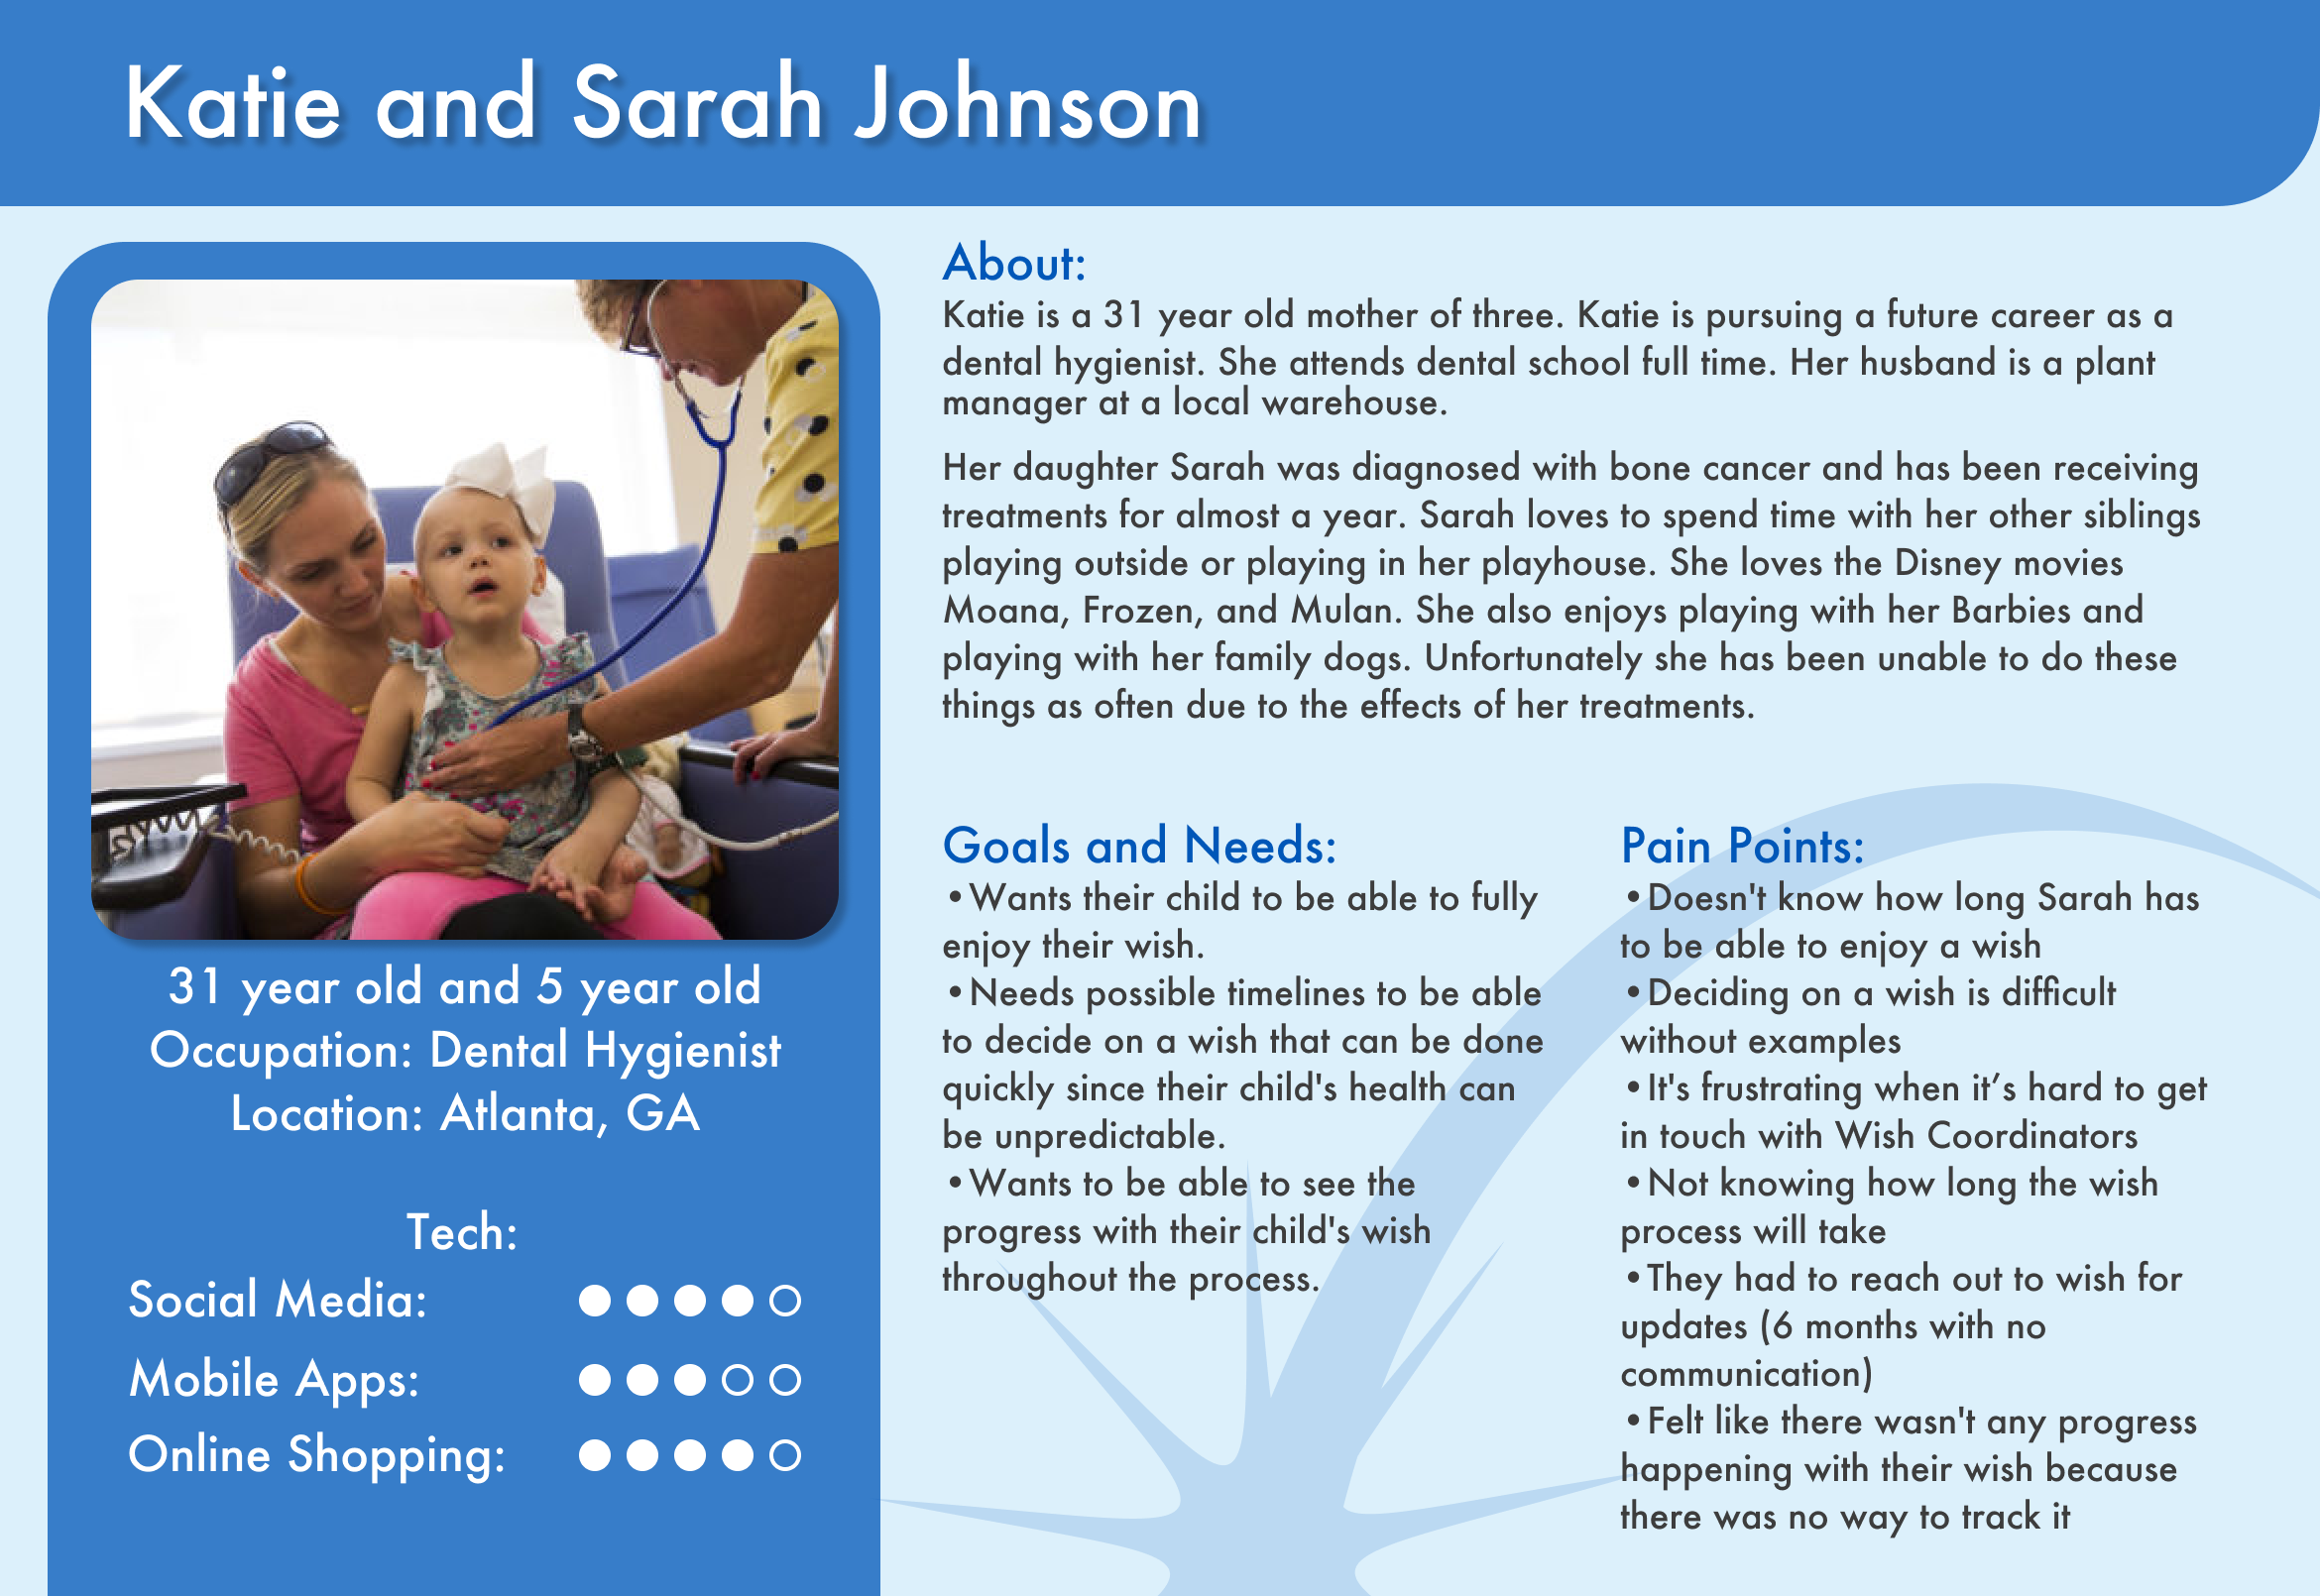 Katie and Sarah Johnson
31 year old and 5 year old
Occupation: Dental Hygienist
Location: Atlanta, GA
Tech:
Social Media:
Mobile Apps:
Online Shopping:
About:
Katie is a 31 year old mother of three. Katie is pursuing a future career as a
dental hygienist. She attends dental school full time. Her husband is a plant
manager at a local warehouse.
Her daughter Sarah was diagnosed with bone cancer and has been receiving
treatments for almost a year. Sarah loves to spend time with her other siblings
playing outside or playing in her playhouse. She loves the Disney movies
Moana, Frozen, and Mulan. She also enjoys playing with her Barbies and
playing with her family dogs. Unfortunately she has been unable to do these
things as often due to the effects of her treatments.
Goals and Needs:
•Wants their child to be able to fully
enjoy their wish.
•Needs possible timelines to be able
to decide on a wish that can be done
quickly since their child's health can
be unpredictable.
•Wants to be able to see the
progress with their child's wish
throughout the process.
Pain Points:
•Doesn't know how long Sarah has
to be able to enjoy a wish
•Deciding on a wish is difficult
without examples
•It's frustrating when it’s hard to get
in touch with Wish Coordinators
•Not knowing how long the wish
process will take
•They had to reach out to wish for
updates (6 months with no
communication)
•Felt like there wasn't any progress
happening with their wish because
there was no way to track it